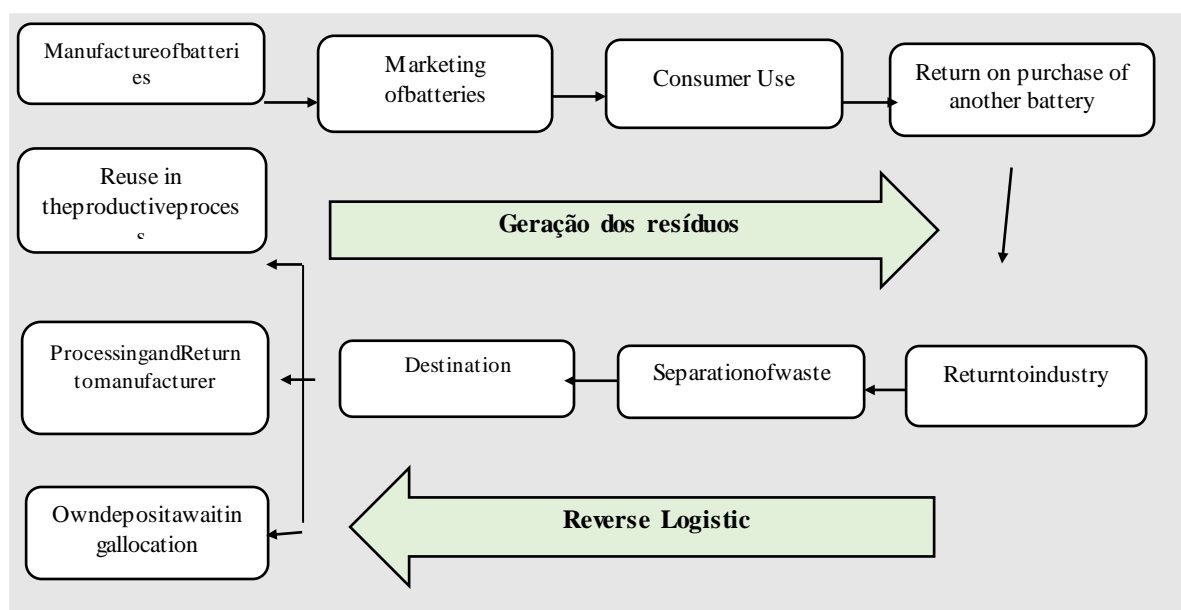 Manufactureofbatteri
es
Marketing
ofbatteries
Consumer Use
Return on purchase of
another battery
Reuse in
theproductiveproces
s
Geração dos resíduos
ProcessingandReturn
tomanufacturer
Destination
Separationofwaste
Returntoindustry
Owndepositawaitin
gallocation
Reverse Logistic